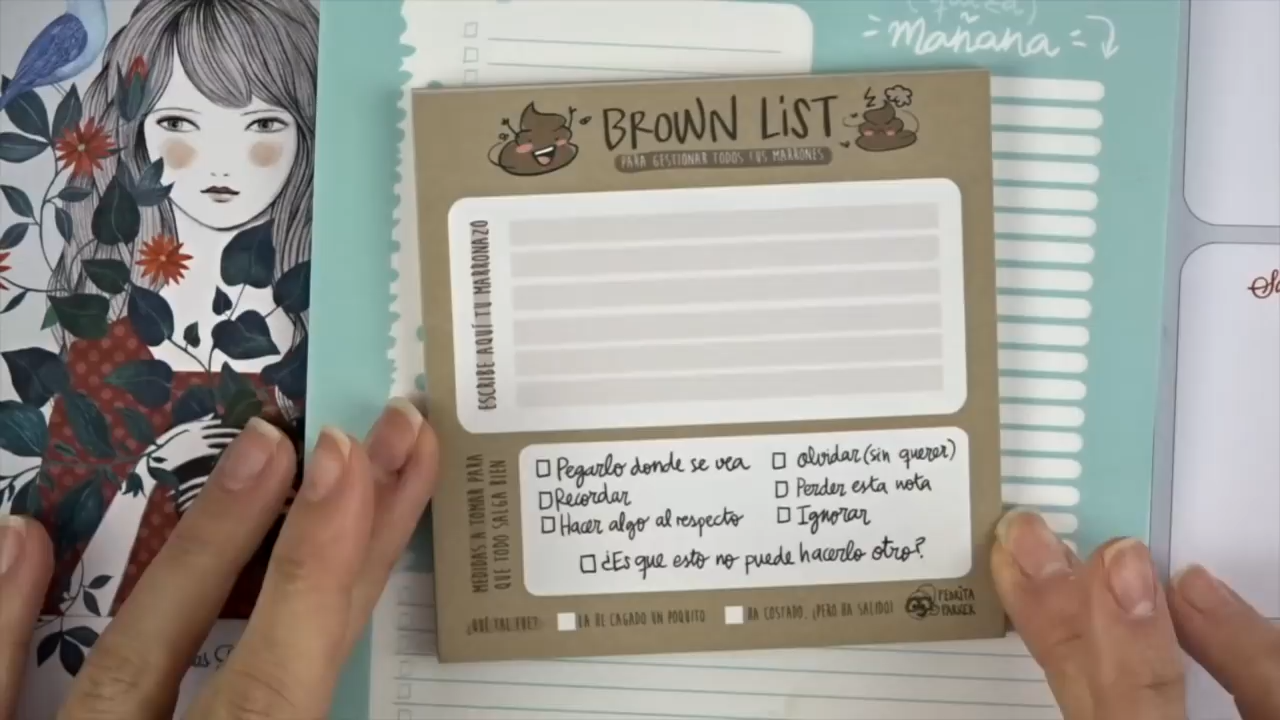 Mañana
BROWN LiST
PARA GESTIONAR TODOS TUS MARRONES
ESCRIBE AQUÍ TU MARRONAZO
MEDIDAS A TOMAR PARA
QUE TODO SALGA BIEN
Pegarlo donde se vea
Recordar
Hacer algo al respecto
olvidar (sin querer)
Perder esta nota
Ignorar
¿Es que esto no puede hacerlo otro?
¿QUÉ TAL FUE?
LA HE CAGADO UN POQUITO
HA COSTADO, ¡PERO HA SALIDO!
PEDRITA
PARKER